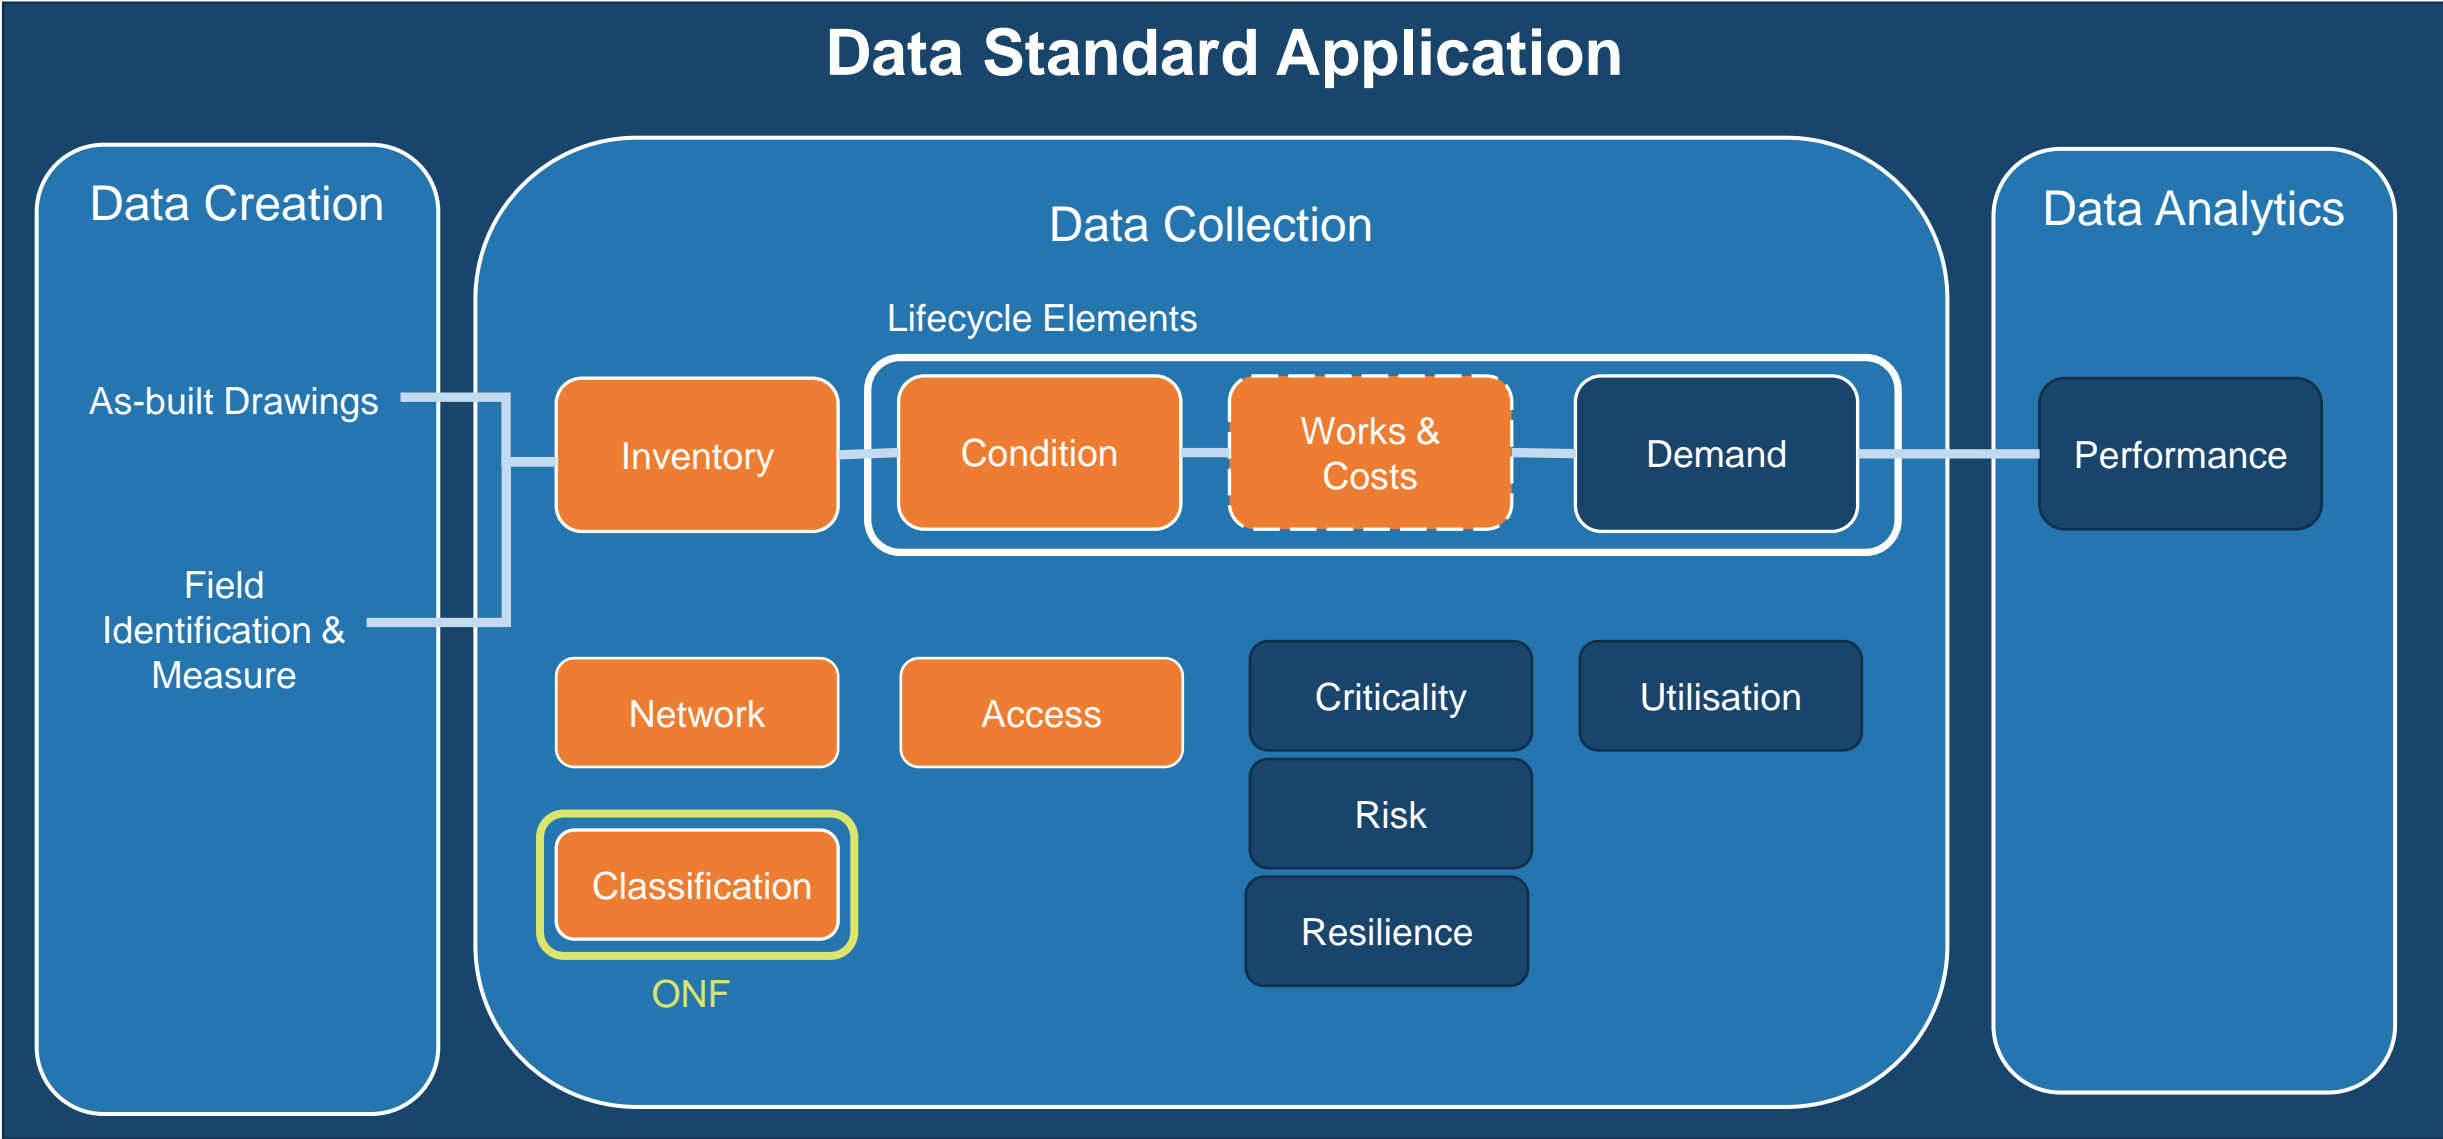 Data Standard Application
Data Creation
As-built Drawings
Field
Identification &
Measure
Data Collection
Lifecycle Elements
Inventory
Condition
Works &
Costs
Demand
Network
Access
Criticality
Utilisation
Risk
Classification
Resilience
ONF
Data Analytics
Performance